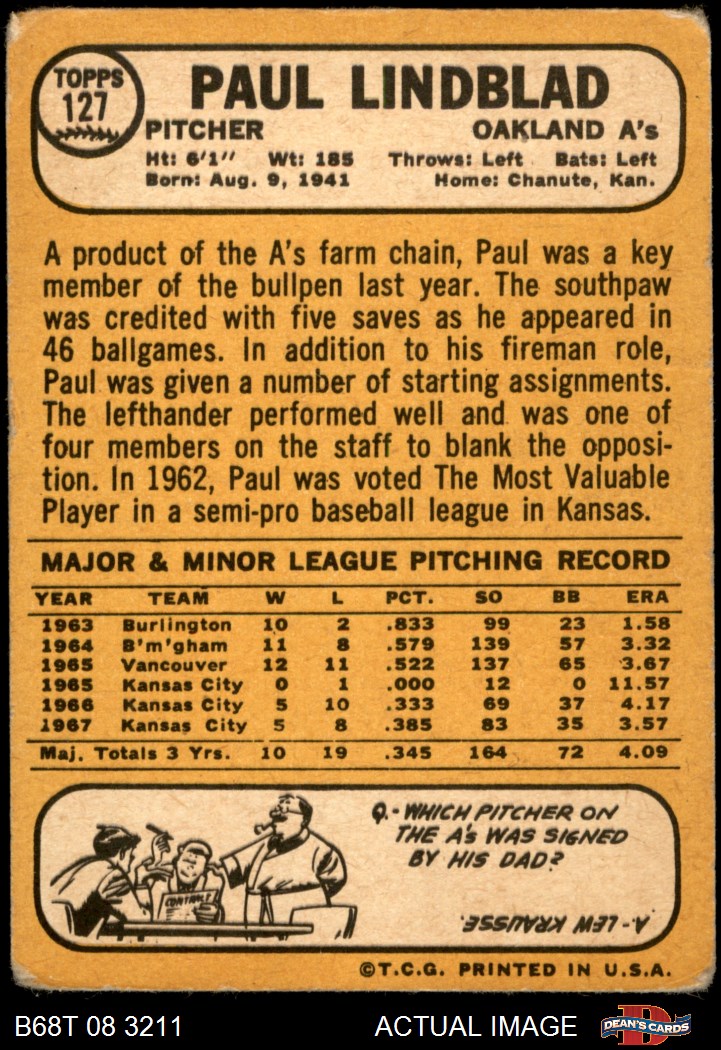 TOPPS
127
PAUL LINDBLAD
PITCHER OAKLAND A's
Ht: 6'1" Wt: 185 Throws: Left Bats: Left
Born: Aug. 9, 1941 Home: Chanute, Kan.
A product of the A's farm chain, Paul was a key
member of the bullpen last year. The southpaw
was credited with five saves as he appeared in
46 ballgames. In addition to his fireman role,
Paul was given a number of starting assignments.
The lefthander performed well and was one of
four members on the staff to blank the opposi-
tion. In 1962, Paul was voted The Most Valuable
Player in a semi-pro baseball league in Kansas.
MAJOR & MINOR LEAGUE PITCHING RECORD
YEAR TEAM W L PCT. SO BB ERA
1963 Burlington 10 2 .833 99 23 1.58
1964 B'm'gham 11 8 .579 139 57 3.32
1965 Vancouver 12 11 .522 137 65 3.67
1965 Kansas City 0 1 .000 12 0 11.57
1966 Kansas City 5 10 .333 69 37 4.17
1967 Kansas City 5 8 .385 83 35 3.57
Maj. Totals 3 Yrs. 10 19 .345 164 72 4.09
CONTRACT
Q.-WHICH PITCHER ON
THE A's WAS SIGNED
BY HIS DAD?
A-LEW KRAUSSE.
©T.C.G. PRINTED IN U.S.A.
B68T 08 3211 ACTUAL IMAGE D DEAN'S CARDS